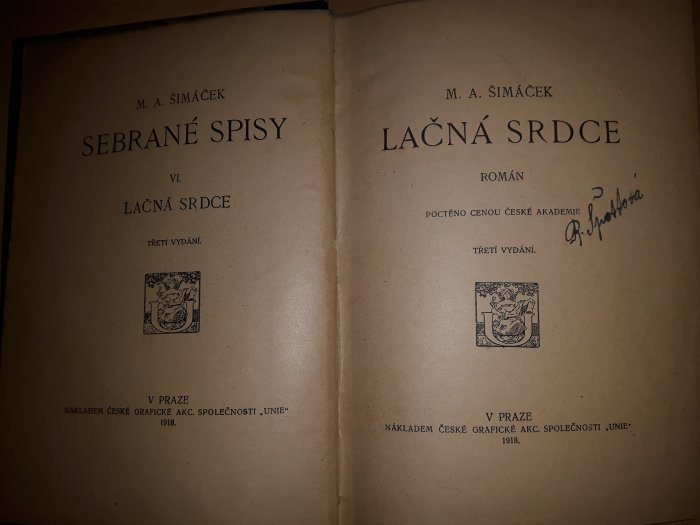 M. A. ŠIMÁČEK
SEBRANÉ SPISY
VI.
LAČNÁ SRDCE
TŘETÍ VYDÁNÍ.
U
V PRAZE
NÁKLADEM ČESKÉ GRAFICKÉ AKC. SPOLEČNOSTI „UNIE“
1918.
M. A. ŠIMÁČEK
LAČNÁ SRDCE
ROMÁN
POCTĚNO CENOU ČESKÉ AKADEMIE
R. Špottová
TŘETÍ VYDÁNÍ.
U
V PRAZE
NÁKLADEM ČESKÉ GRAFICKÉ AKC. SPOLEČNOSTI „UNIE“
1918.